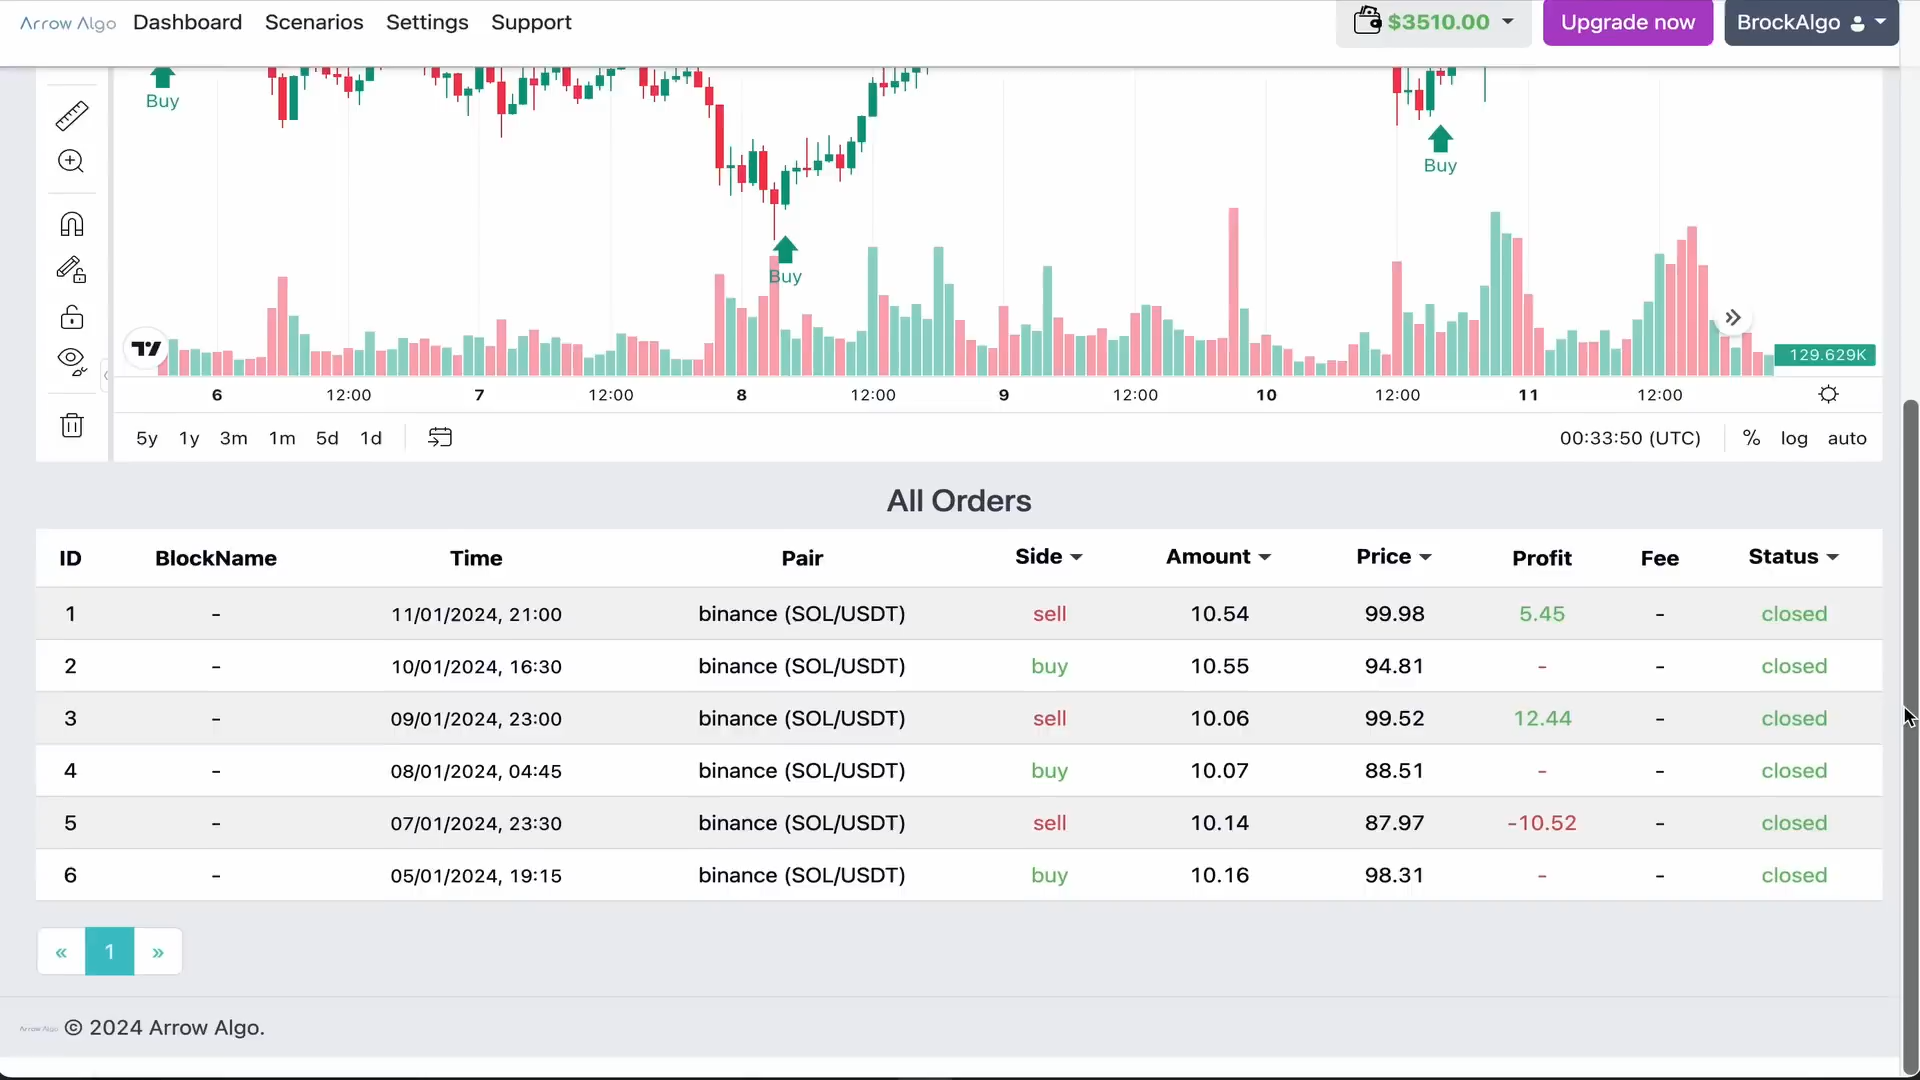 Arrow Algo Dashboard Scenarios Settings Support $3510.00 Upgrade now BrockAlgo
Buy
Buy
Buy
129.629K
6 12:00 7 12:00 8 12:00 9 12:00 10 12:00 11 12:00
5y 1y 3m 1m 5d 1d 00:33:50 (UTC) % log auto
All Orders
ID BlockName Time Pair Side Amount Price Profit Fee Status
1 - 11/01/2024, 21:00 binance (SOL/USDT) sell 10.54 99.98 5.45 - closed
2 - 10/01/2024, 16:30 binance (SOL/USDT) buy 10.55 94.81 - - closed
3 - 09/01/2024, 23:00 binance (SOL/USDT) sell 10.06 99.52 12.44 - closed
4 - 08/01/2024, 04:45 binance (SOL/USDT) buy 10.07 88.51 - - closed
5 - 07/01/2024, 23:30 binance (SOL/USDT) sell 10.14 87.97 -10.52 - closed
6 - 05/01/2024, 19:15 binance (SOL/USDT) buy 10.16 98.31 - - closed
« 1 »
Arrow Algo © 2024 Arrow Algo.